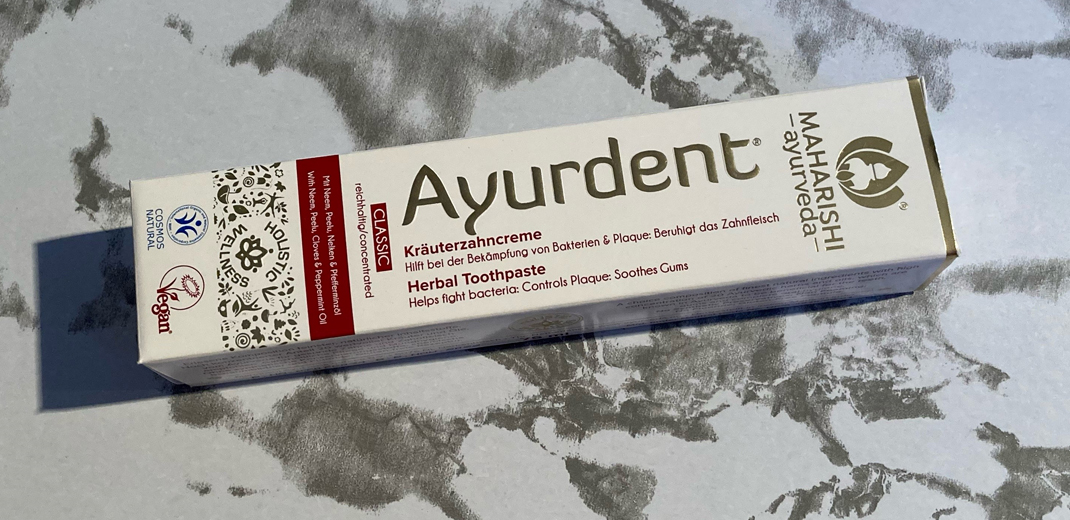 Ayurdent®
Kräuterzahncreme
Hilft bei der Bekämpfung von Bakterien & Plaque: Beruhigt das Zahnfleisch
Herbal Toothpaste
Helps fight bacteria: Controls Plaque: Soothes Gums
CLASSIC
reichhaltig/concentrated
Mit Neem, Peelu, Nelken & Pfefferminzöl
With Neem, Peelu, Cloves & Peppermint Oil
HOLISTIC
WELLNESS
COSMOS
NATURAL
Vegan
by
MAHARISHI
–ayurveda–